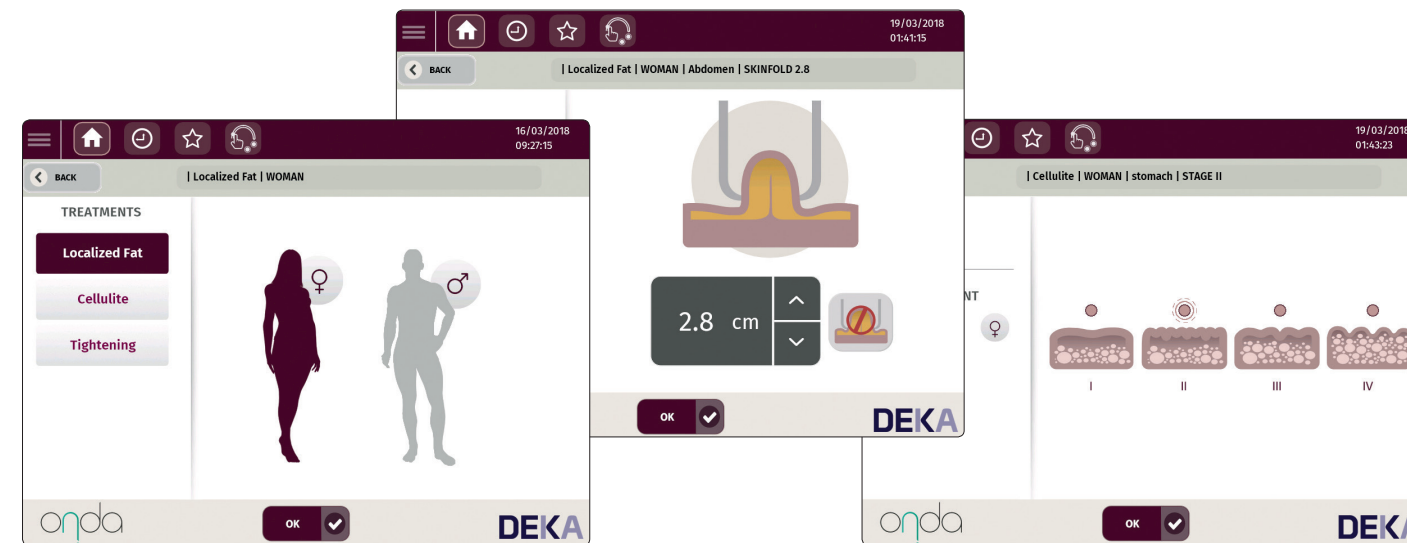 19/03/2018
01:41:15
BACK
| Localized Fat | WOMAN | Abdomen | SKINFOLD 2.8
2.8 cm
OK
DEKA
16/03/2018
09:27:15
BACK
| Localized Fat | WOMAN
TREATMENTS
Localized Fat
Cellulite
Tightening
onda
OK
DEKA
19/03/2018
01:43:23
| Cellulite | WOMAN | stomach | STAGE II
NT
I II III IV
onda
OK
DEKA